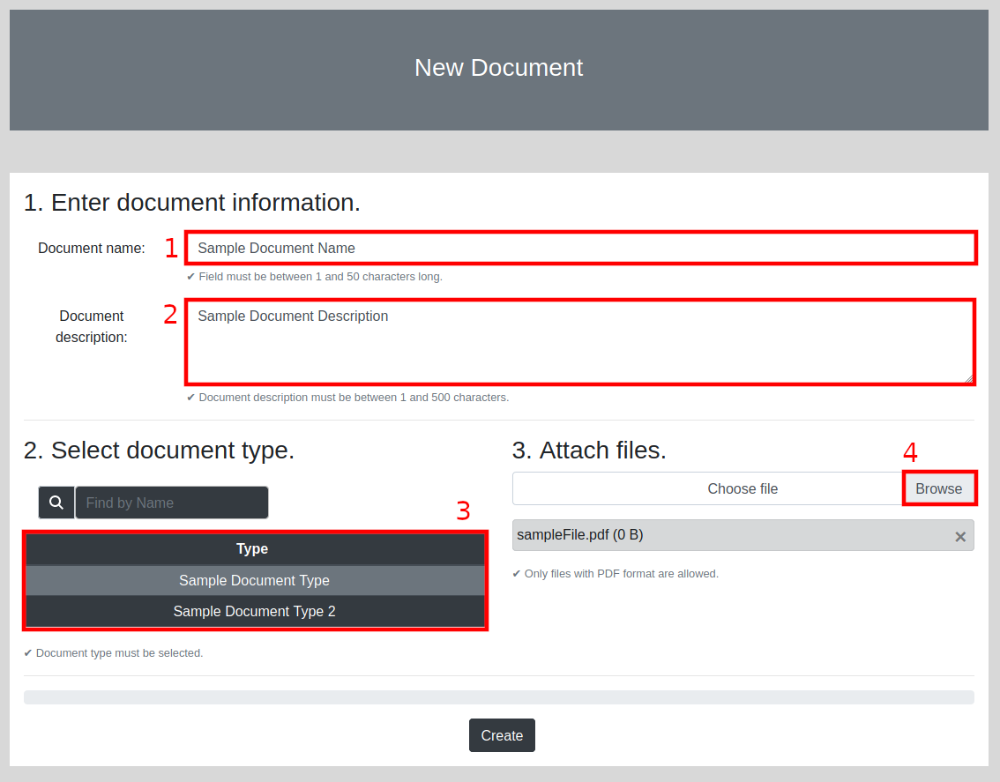 New Document
1. Enter document information.
Document name: 1 Sample Document Name
✔ Field must be between 1 and 50 characters long.
Document description: 2 Sample Document Description
✔ Document description must be between 1 and 500 characters.
2. Select document type.
Find by Name
3
Type
Sample Document Type
Sample Document Type 2
✔ Document type must be selected.
3. Attach files.
4
Choose file Browse
sampleFile.pdf (0 B) ×
✔ Only files with PDF format are allowed.
Create